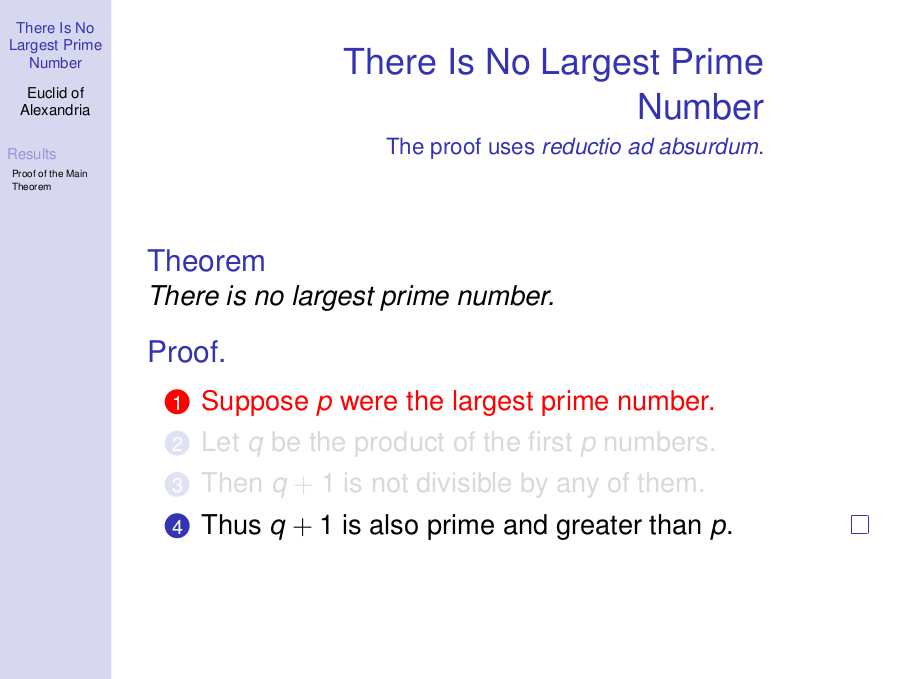 There Is No
Largest Prime
Number
Euclid of
Alexandria
Results
Proof of the Main
Theorem
There Is No Largest Prime
Number
The proof uses reductio ad absurdum.
Theorem
There is no largest prime number.
Proof.
1 Suppose p were the largest prime number.
2 Let q be the product of the first p numbers.
3 Then q + 1 is not divisible by any of them.
4 Thus q + 1 is also prime and greater than p. □